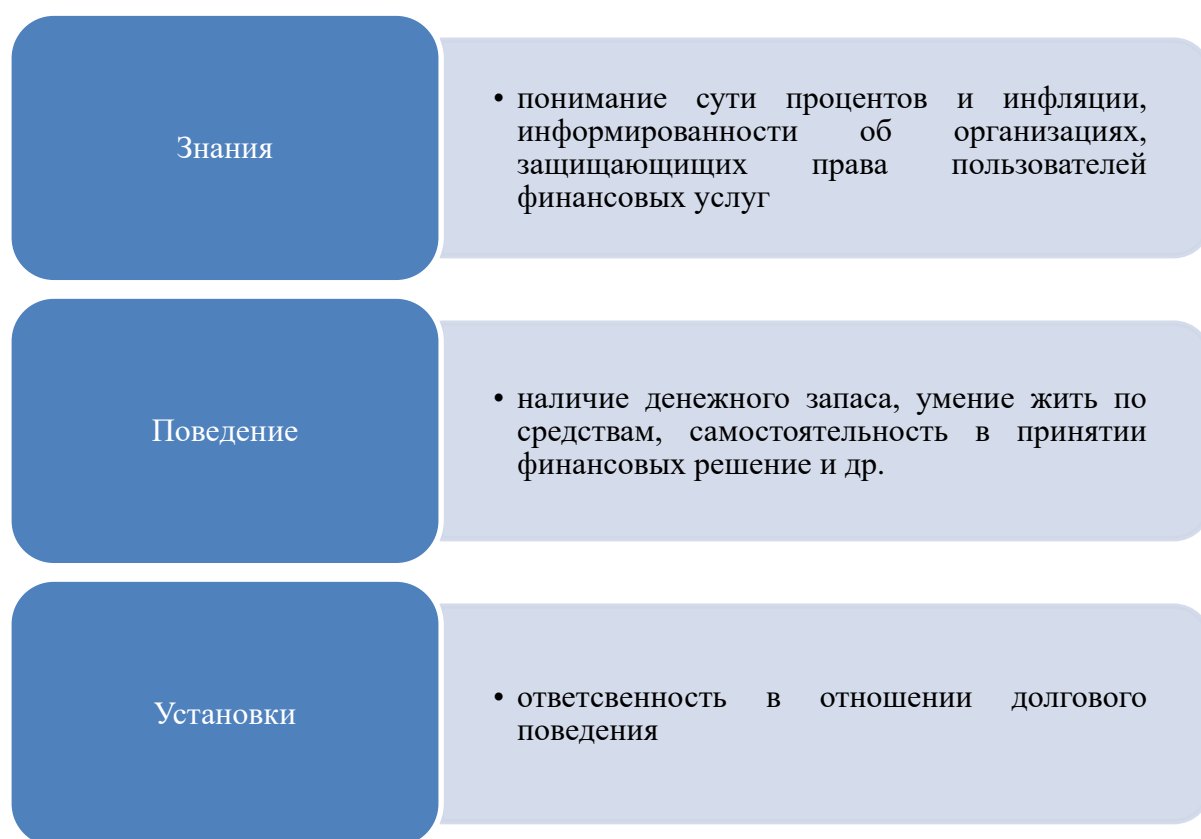 Знания
• понимание сути процентов и инфляции,
информированности об организациях,
защищающищих права пользователей
финансовых услуг
Поведение
• наличие денежного запаса, умение жить по
средствам, самостоятельность в принятии
финансовых решение и др.
Установки
• ответсвенность в отношении долгового
поведения